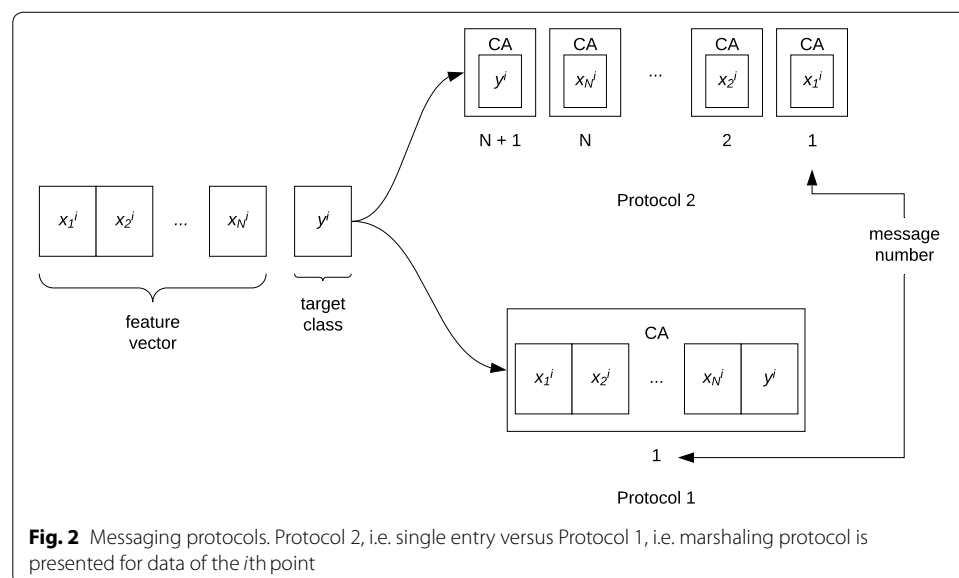 CA CA CA CA
yⁱ x_Nⁱ ... x₂ⁱ x₁ⁱ
N + 1 N 2 1
Protocol 2
x₁ⁱ x₂ⁱ ... x_Nⁱ yⁱ
message
number
feature
vector
target
class
CA
x₁ⁱ x₂ⁱ ... x_Nⁱ yⁱ
1
Protocol 1
Fig. 2 Messaging protocols. Protocol 2, i.e. single entry versus Protocol 1, i.e. marshaling protocol is
presented for data of the ith point